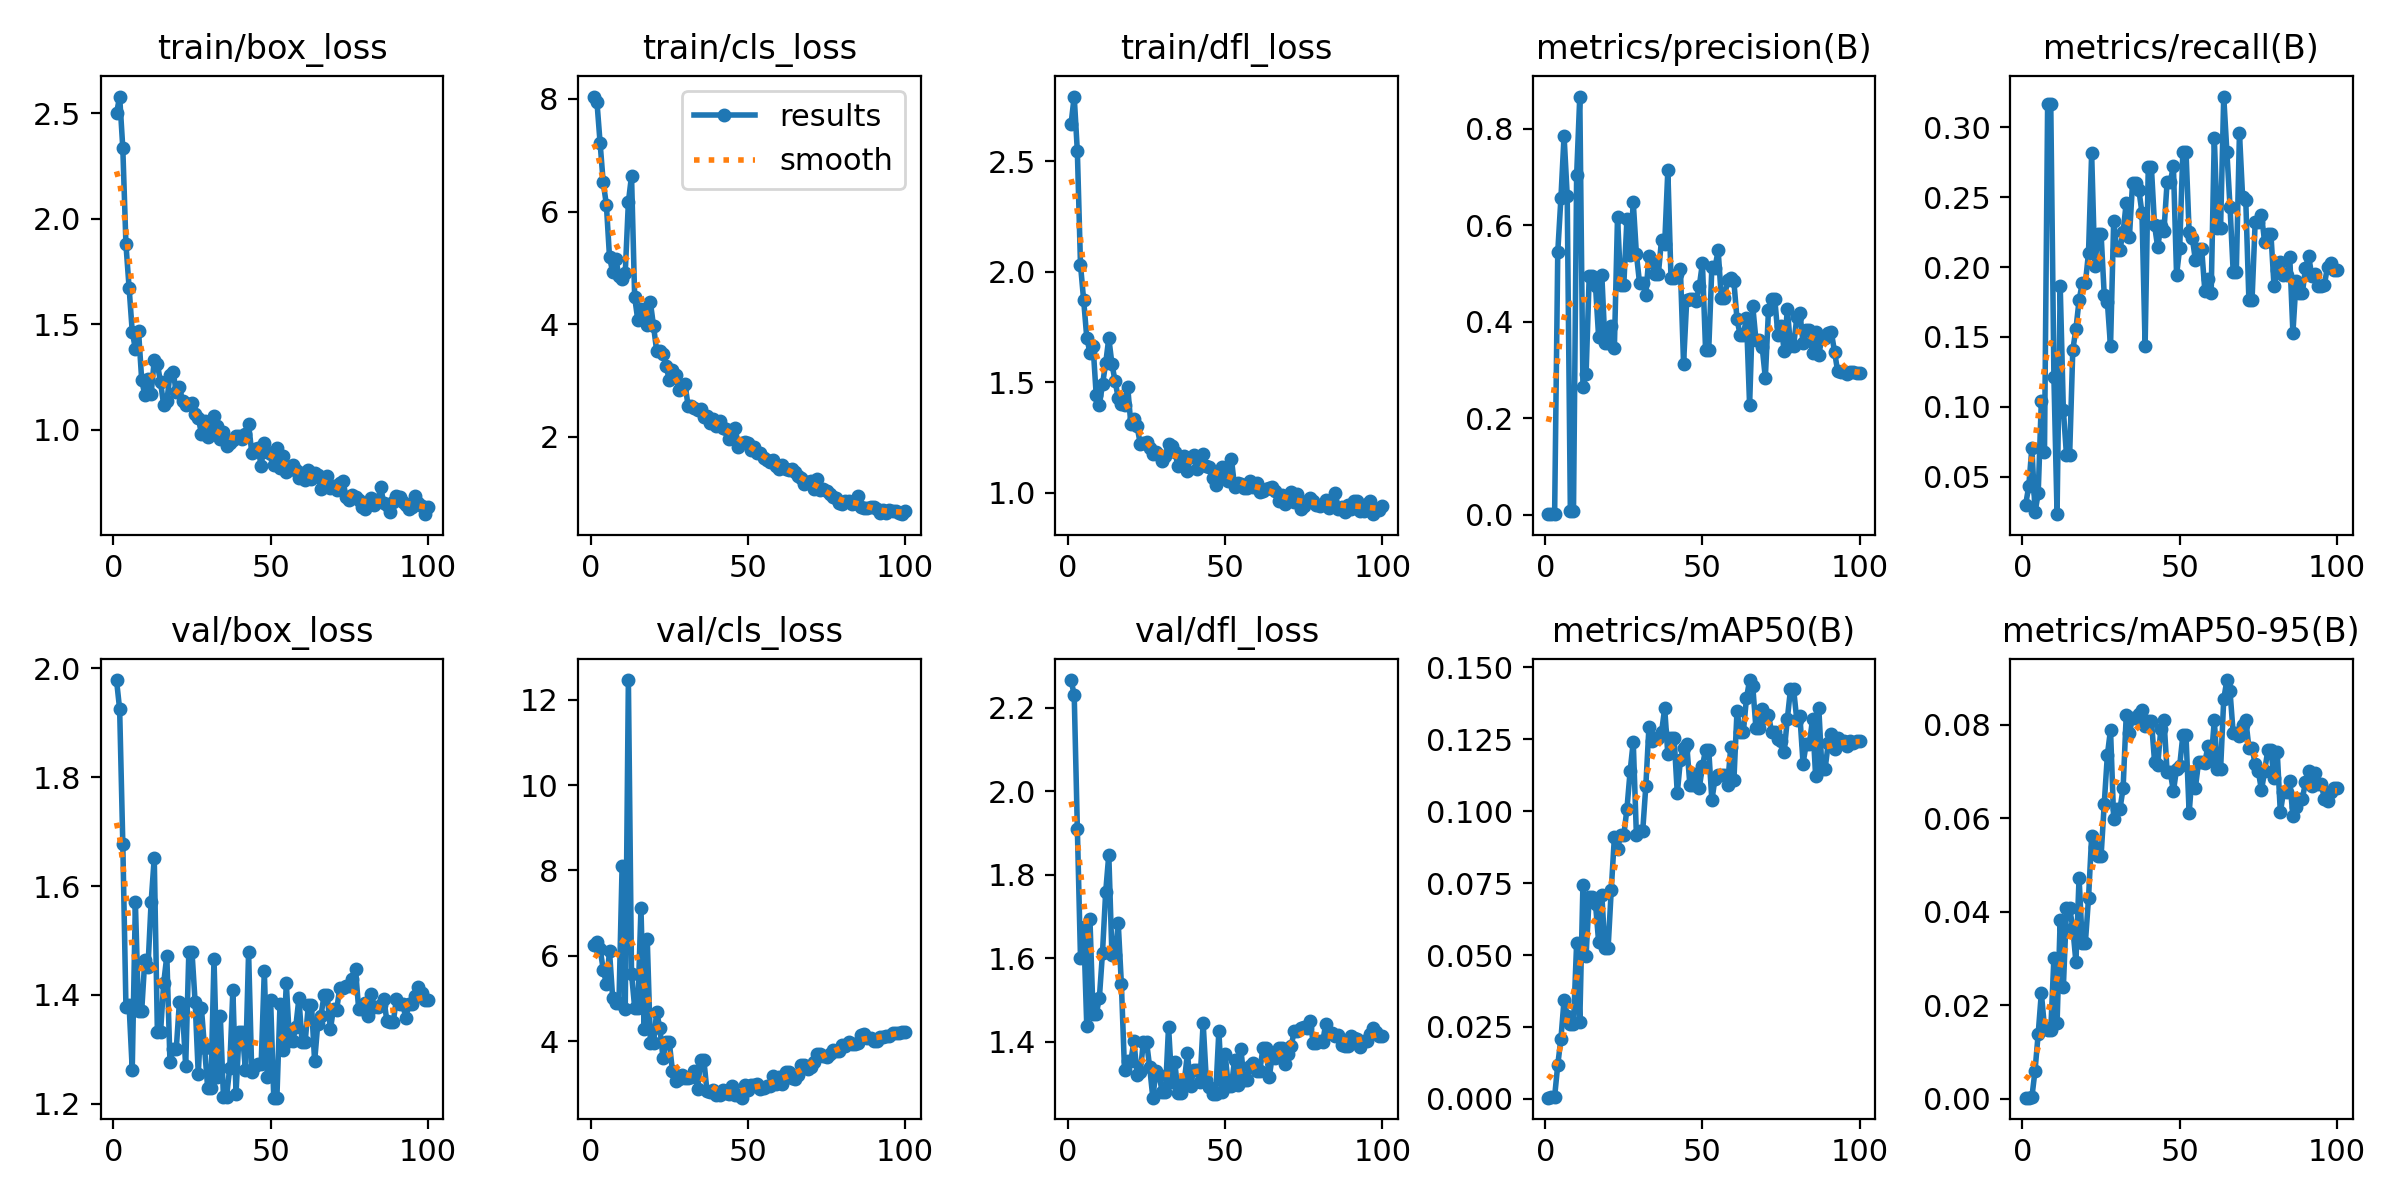 train/box_loss
2.5
2.0
1.5
1.0
0 50 100
train/cls_loss
8
6
4
2
results
smooth
0 50 100
train/dfl_loss
2.5
2.0
1.5
1.0
0 50 100
metrics/precision(B)
0.8
0.6
0.4
0.2
0.0
0 50 100
metrics/recall(B)
0.30
0.25
0.20
0.15
0.10
0.05
0 50 100
val/box_loss
2.0
1.8
1.6
1.4
1.2
0 50 100
val/cls_loss
12
10
8
6
4
0 50 100
val/dfl_loss
2.2
2.0
1.8
1.6
1.4
0 50 100
metrics/mAP50(B)
0.150
0.125
0.100
0.075
0.050
0.025
0.000
0 50 100
metrics/mAP50-95(B)
0.08
0.06
0.04
0.02
0.00
0 50 100